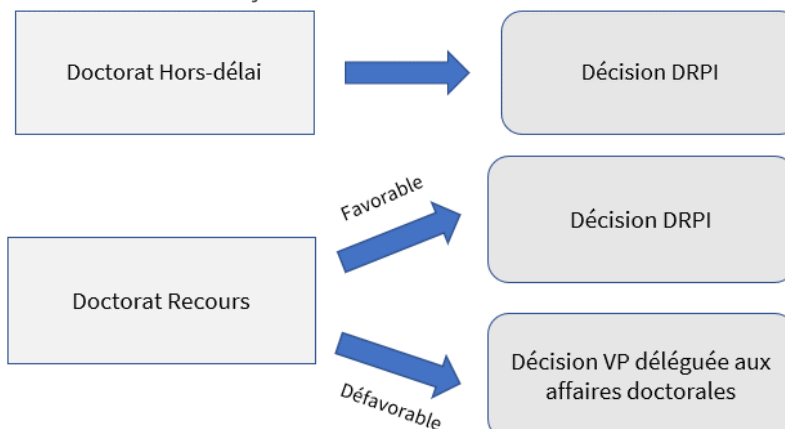 Doctorat Hors-délai
Décision DRPI
Favorable
Décision DRPI
Doctorat Recours
Défavorable
Décision VP déléguée aux
affaires doctorales